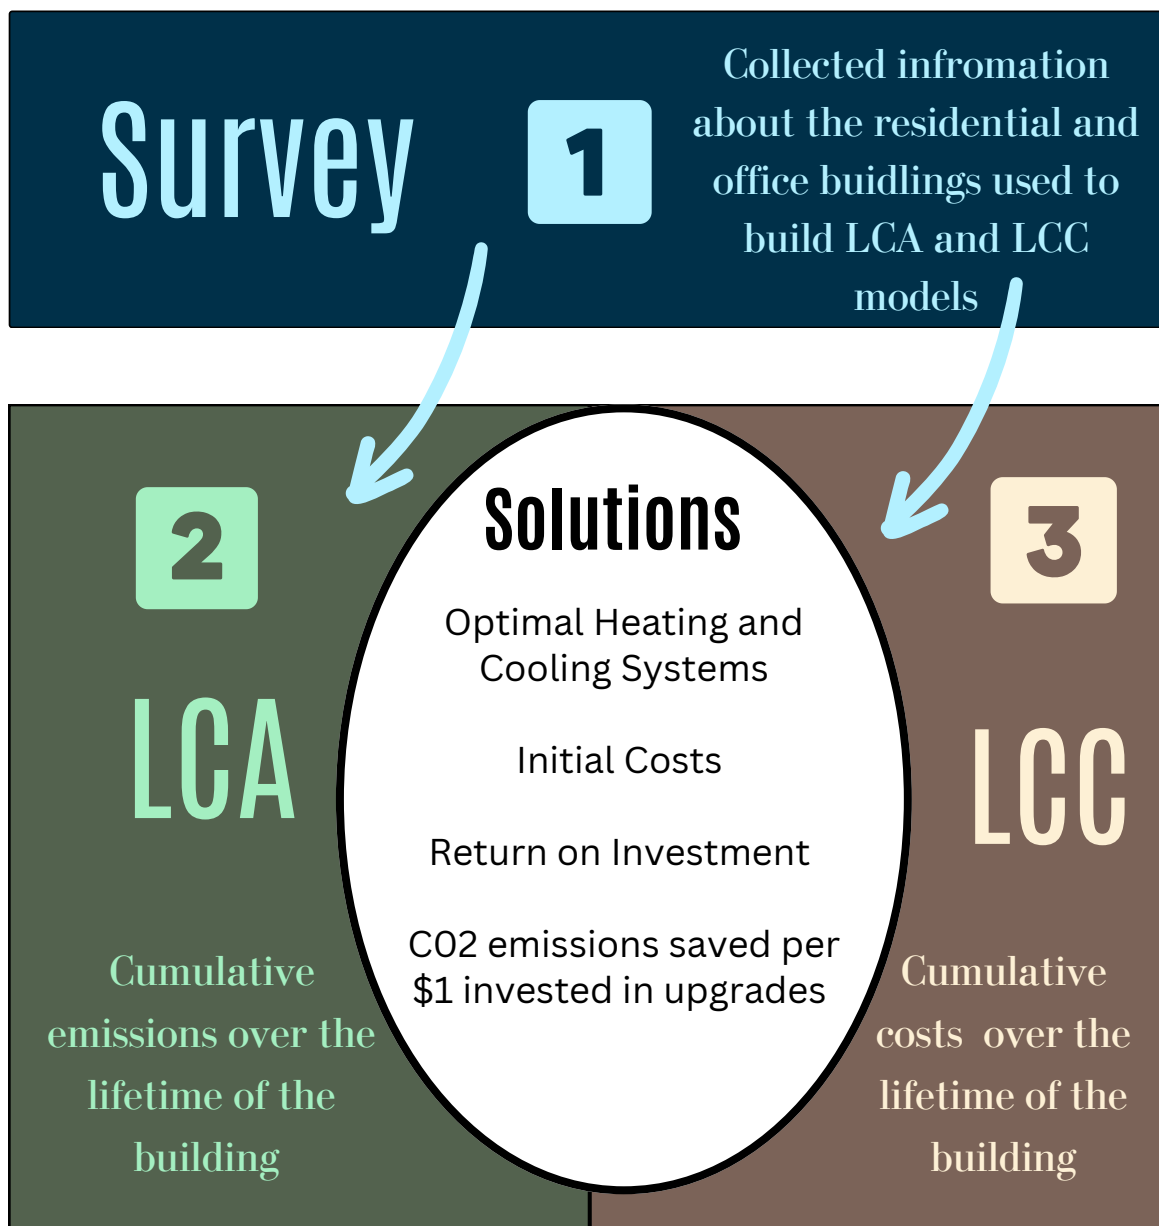 Survey
1
Collected infromation
about the residential and
office buidlings used to
build LCA and LCC
models
2
LCA
Cumulative
emissions over the
lifetime of the
building
Solutions
Optimal Heating and
Cooling Systems
Initial Costs
Return on Investment
C02 emissions saved per
$1 invested in upgrades
3
LCC
Cumulative
costs over the
lifetime of the
building